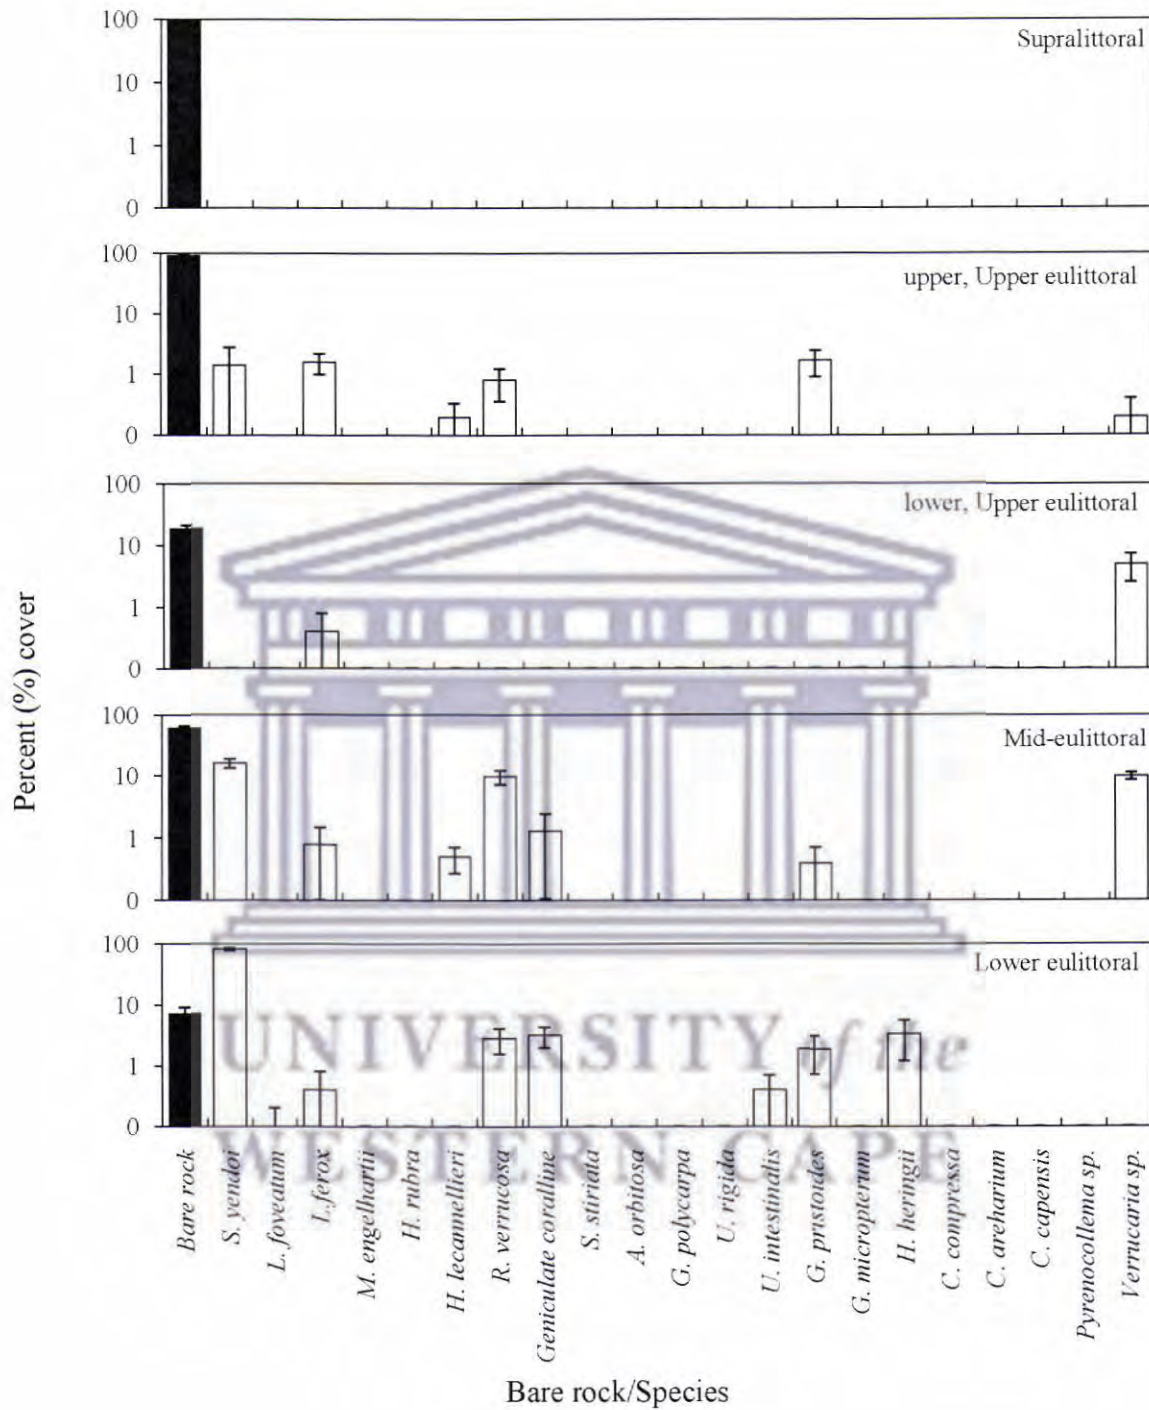 100
Supralittoral
10
1
0
100
upper, Upper eulittoral
10
1
0
100
lower, Upper eulittoral
10
1
0
100
Mid-eulittoral
10
1
0
100
Lower eulittoral
10
1
0
Percent (%) cover
UNIVERSITY of the
WESTERN CAPE
Bare rock
S. yendoi
L. foveatum
L.ferox
M. engelhartii
H. rubra
H. lecamellieri
R. verrucosa
Geniculate coralline
S. stiriata
A. orbitosa
G. polycarpa
U. rigida
U. intestinalis
G. pristoides
G. micropterum
H. heringii
C. compressa
C. areharium
C. capensis
Pyrenocollema sp.
Verrucaria sp.
Bare rock/Species